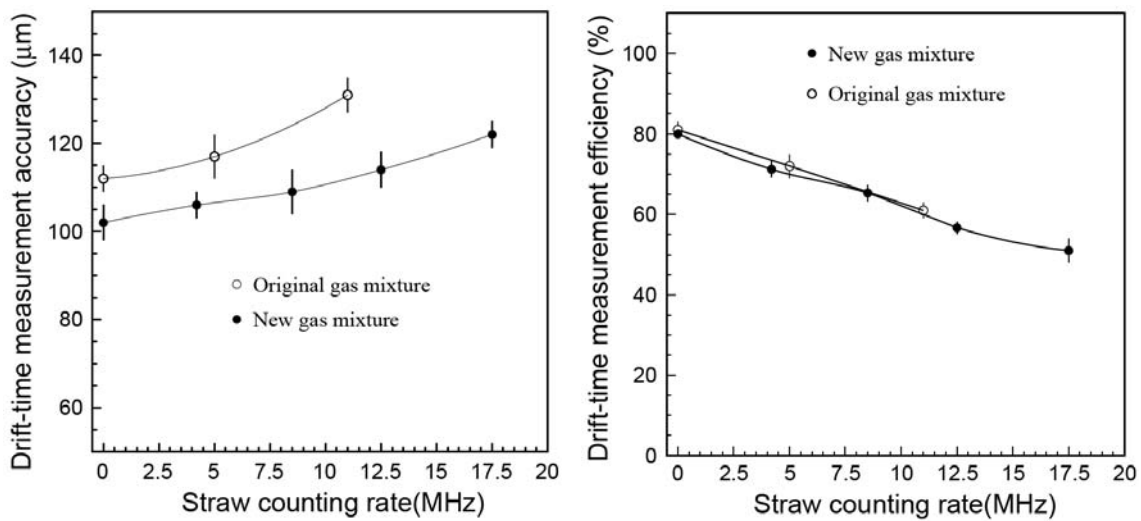 Drift-time measurement accuracy (μm)
140
120
100
80
60
Original gas mixture
New gas mixture
0 2.5 5 7.5 10 12.5 15 17.5 20
Straw counting rate(MHz)
Drift-time measurement efficiency (%)
100
80
60
40
20
0
New gas mixture
Original gas mixture
0 2.5 5 7.5 10 12.5 15 17.5 20
Straw counting rate(MHz)